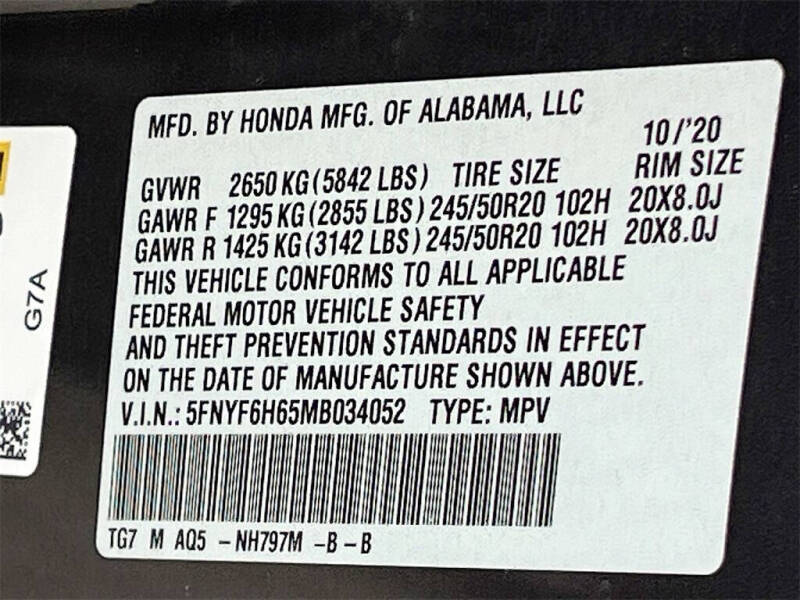 MFD. BY HONDA MFG. OF ALABAMA, LLC
10/'20
GVWR 2650 KG (5842 LBS) TIRE SIZE RIM SIZE
GAWR F 1295 KG (2855 LBS) 245/50R20 102H 20X8.0J
GAWR R 1425 KG (3142 LBS) 245/50R20 102H 20X8.0J
THIS VEHICLE CONFORMS TO ALL APPLICABLE
FEDERAL MOTOR VEHICLE SAFETY
AND THEFT PREVENTION STANDARDS IN EFFECT
ON THE DATE OF MANUFACTURE SHOWN ABOVE.
V.I.N.: 5FNYF6H65MB034052 TYPE: MPV
TG7 M AQ5 -NH797M -B -B
G7A